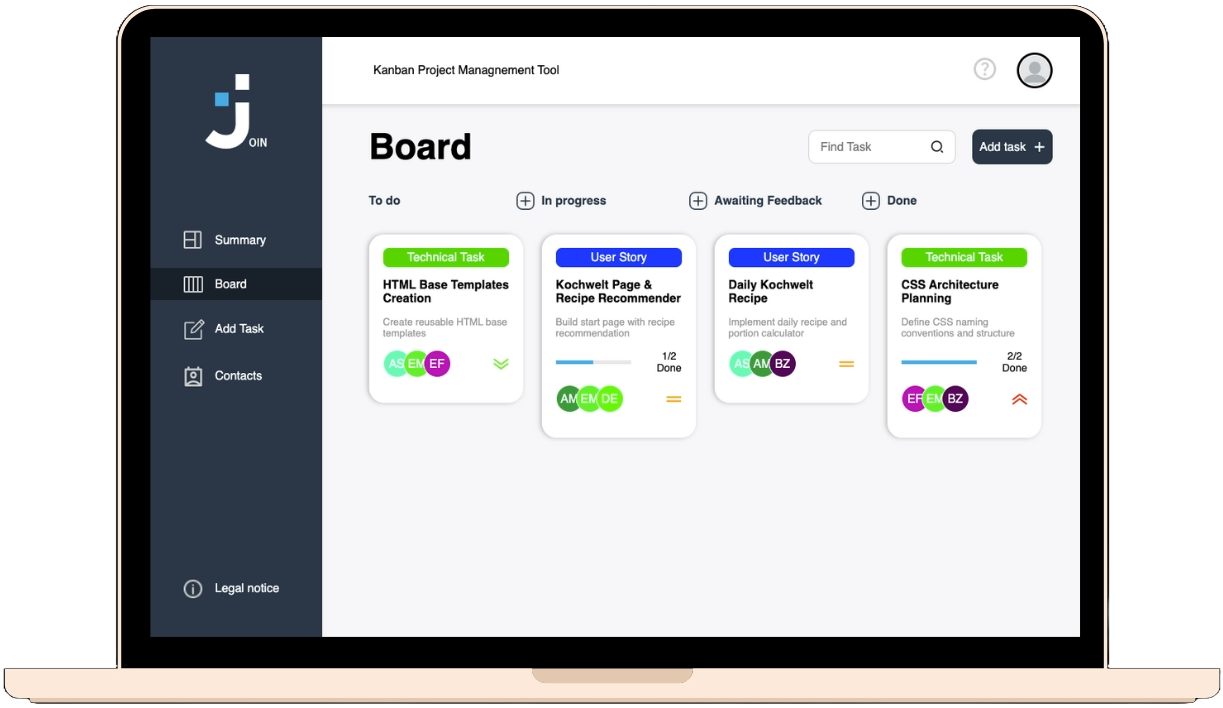 Kanban Project Managnement Tool
?
J OIN
Summary
Board
Add Task
Contacts
Legal notice
Board
Find Task
Add task +
To do
In progress
Awaiting Feedback
Done
Technical Task
HTML Base Templates
Creation
Create reusable HTML base
templates
AS EM EF
User Story
Kochwelt Page &
Recipe Recommender
Build start page with recipe
recommendation
1/2
Done
AM EM DE
User Story
Daily Kochwelt
Recipe
Implement daily recipe and
portion calculator
AS AM BZ
Technical Task
CSS Architecture
Planning
Define CSS naming
conventions and structure
2/2
Done
EF EM BZ